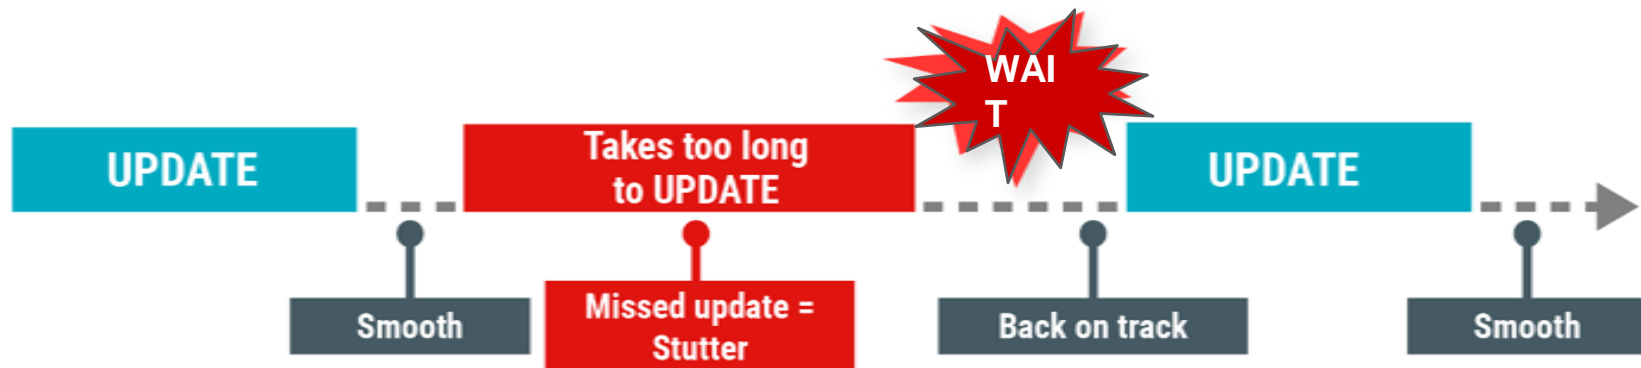 WAI
T
UPDATE
Takes too long
to UPDATE
UPDATE
Smooth
Missed update =
Stutter
Back on track
Smooth